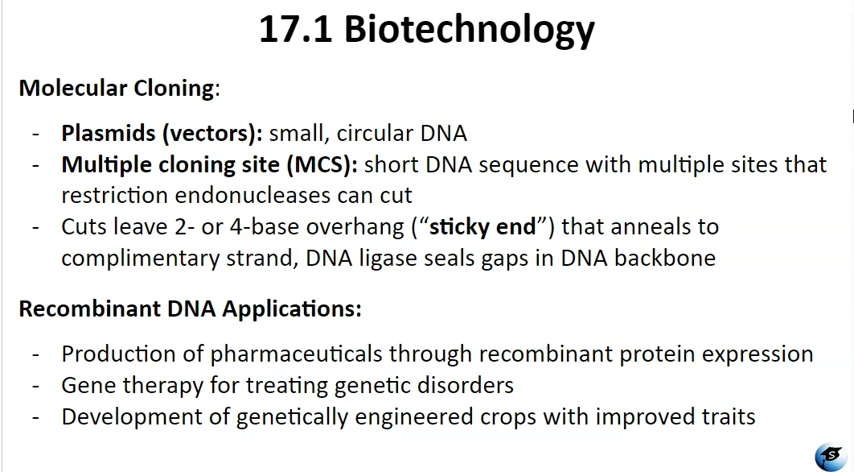 17.1 Biotechnology
Molecular Cloning:
- Plasmids (vectors): small, circular DNA
- Multiple cloning site (MCS): short DNA sequence with multiple sites that
restriction endonucleases can cut
- Cuts leave 2- or 4-base overhang (“sticky end”) that anneals to
complimentary strand, DNA ligase seals gaps in DNA backbone
Recombinant DNA Applications:
- Production of pharmaceuticals through recombinant protein expression
- Gene therapy for treating genetic disorders
- Development of genetically engineered crops with improved traits
S